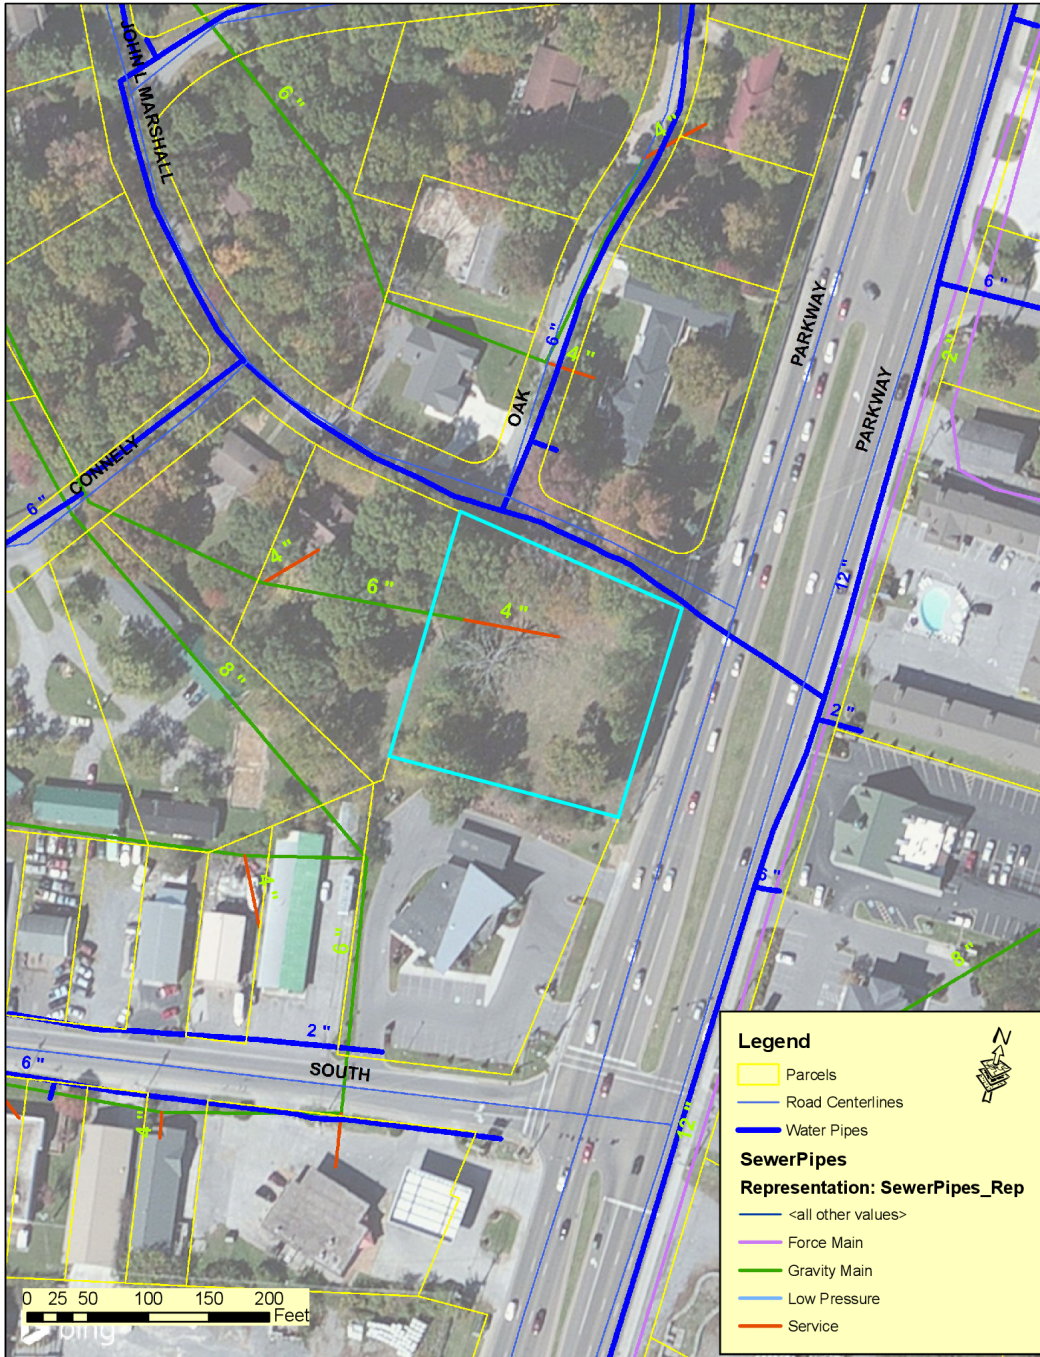 JOHN L MARSHALL
6 "
4 "
PARKWAY
6 "
6 "
4 "
2 "
OAK
PARKWAY
CONNELY
6 "
4 "
12 "
6 "
4 "
8 "
2 "
6 "
4 "
6 "
8 "
2 "
6 "
SOUTH
4 "
12 "
Legend
N
Parcels
Road Centerlines
Water Pipes
SewerPipes
Representation: SewerPipes_Rep
<all other values>
Force Main
Gravity Main
Low Pressure
Service
0 25 50 100 150 200
Feet
bing